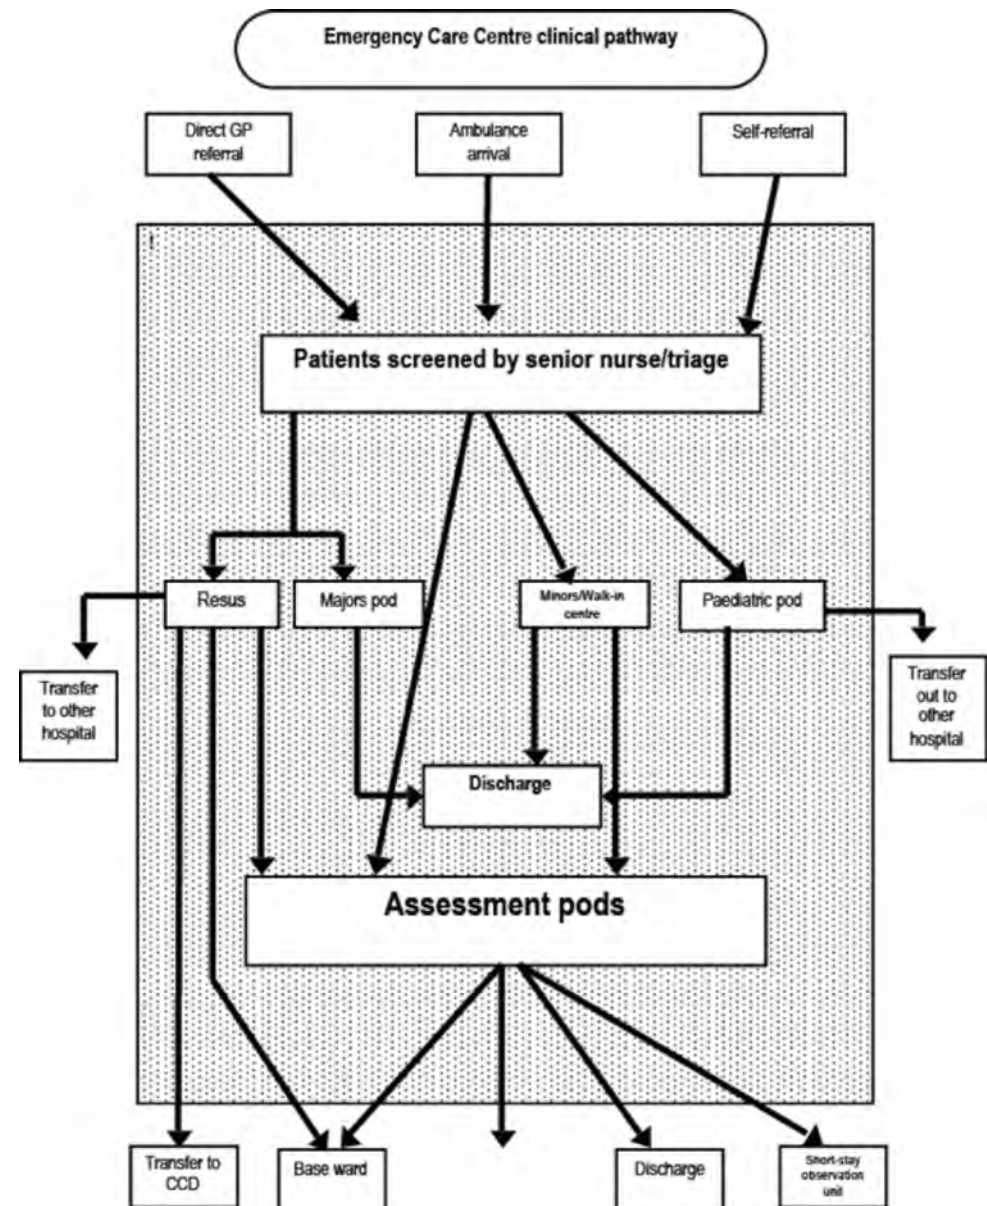 Emergency Care Centre clinical pathway
Direct GP
referral
Ambulance
arrival
Self-referral
Patients screened by senior nurse/triage
Resus
Majors pod
Minors/Walk-in
centre
Paediatric pod
Transfer
to other
hospital
Transfer
out to
other
hospital
Discharge
Assessment pods
Transfer to
CCD
Base ward
Discharge
Short-stay
observation
unit